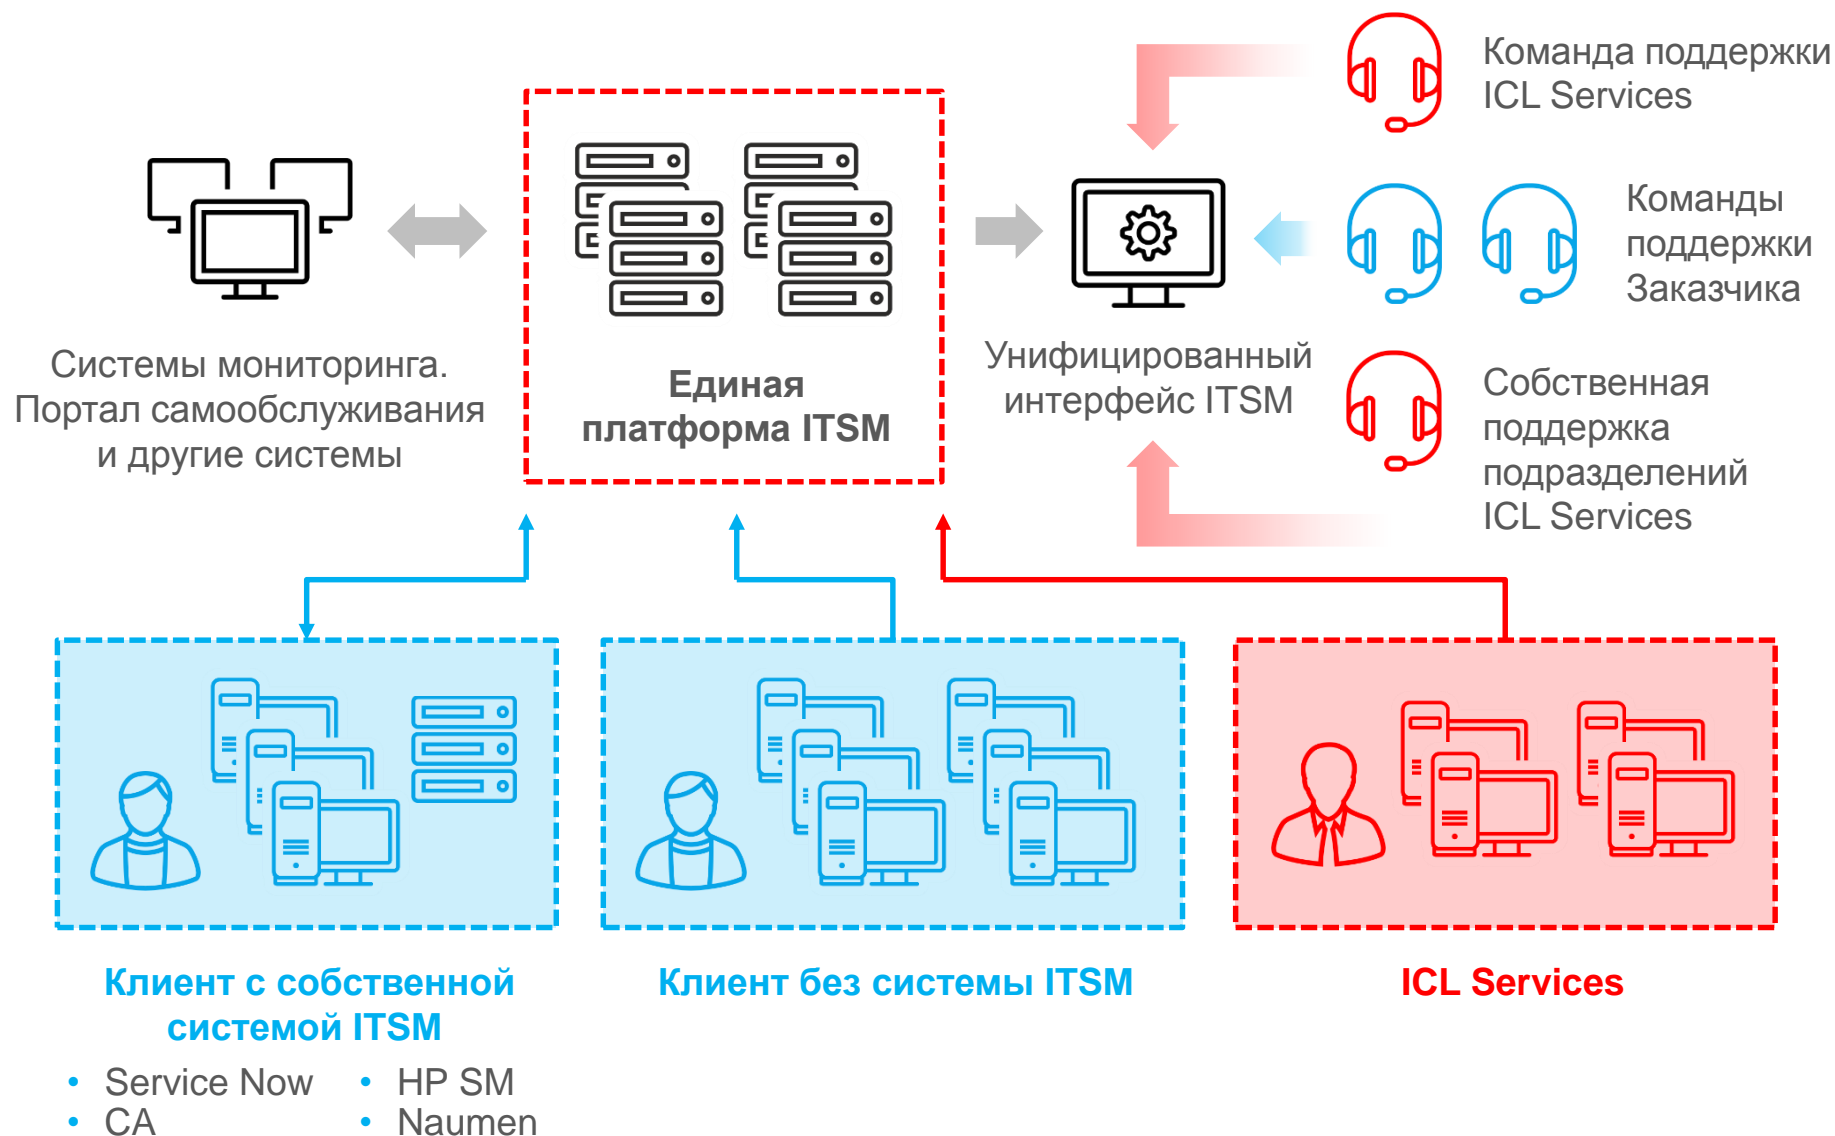 Команда поддержки
ICL Services
Команды
поддержки
Заказчика
Системы мониторинга.
Портал самообслуживания
и другие системы
Единая
платформа ITSM
Унифицированный
интерфейс ITSM
Собственная
поддержка
подразделений
ICL Services
Клиент с собственной
системой ITSM
Клиент без системы ITSM
ICL Services
• Service Now
• HP SM
• CA
• Naumen